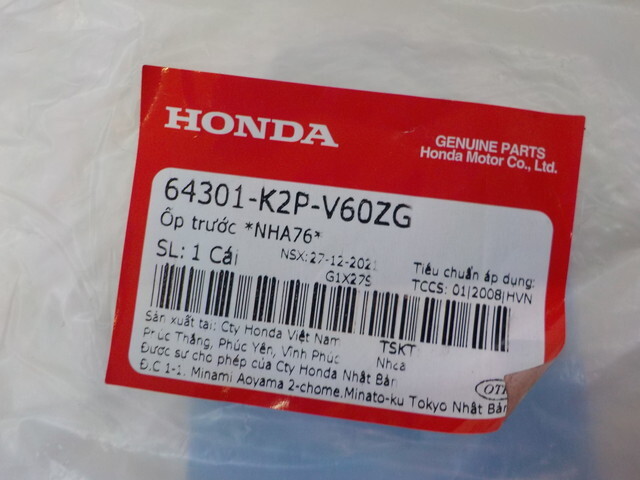 HONDA
GENUINE PARTS
Honda Motor Co., Ltd.
64301-K2P-V60ZG
Ốp trước *NHA76*
SL: 1 Cái
NSX:27-12-2021
G1X27S
Tiêu chuẩn áp dụng:
TCCS: 01|2008|HVN
Sản xuất tại: Cty Honda Việt Nam
Phúc Thắng, Phúc Yên, Vĩnh Phúc
TSKT
Nhựa
Được sự cho phép của Cty Honda Nhật Bản
Đ.C 1-1. Minami Aoyama 2-chome.Minato-ku Tokyo Nhật Bản